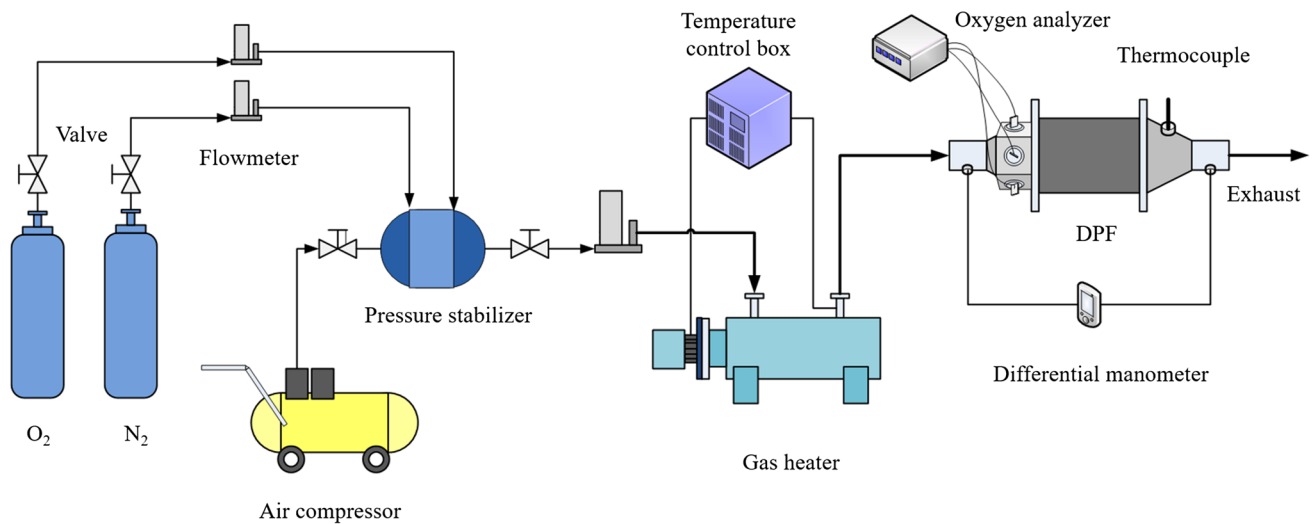 Temperature
control box
Oxygen analyzer
Thermocouple
Valve
Flowmeter
Exhaust
DPF
Pressure stabilizer
Differential manometer
O₂
N₂
Gas heater
Air compressor